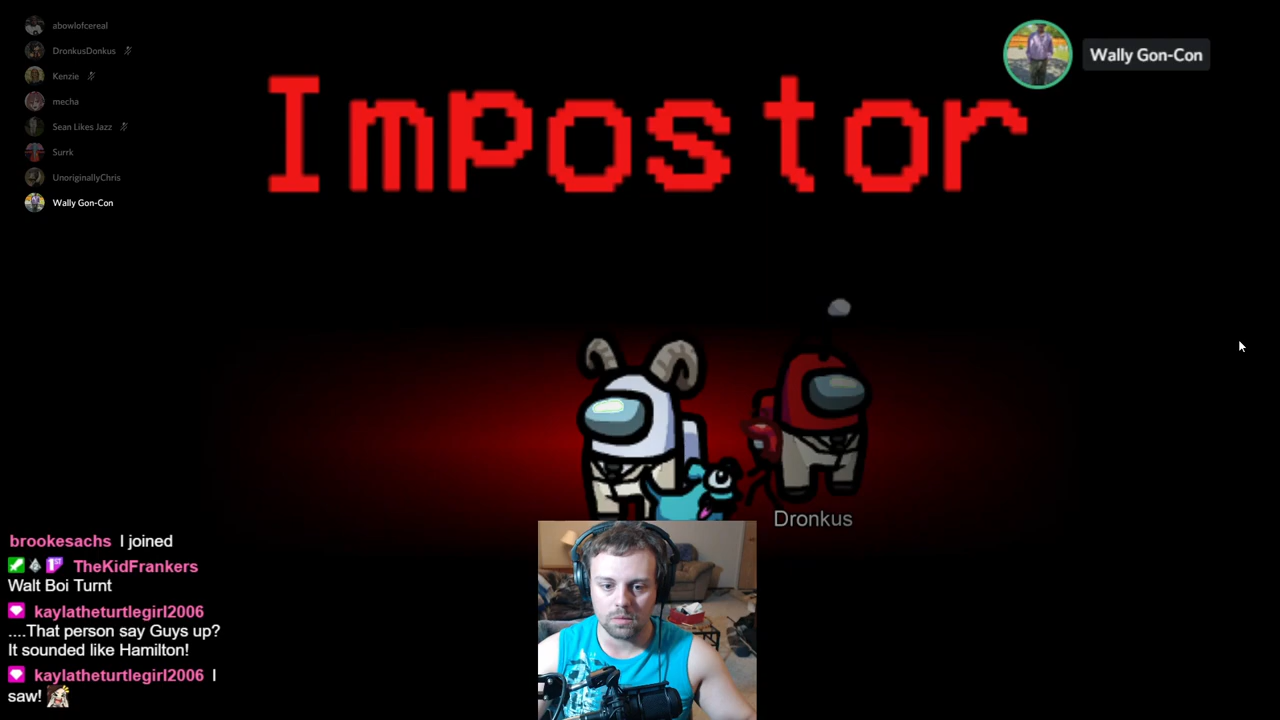 abowlofcereal
DronkusDonkus
Kenzie
mecha
Sean Likes Jazz
Surrk
UnoriginallyChris
Wally Gon-Con
Wally Gon-Con
Impostor
Dronkus
brookesachs I joined
TheKidFrankers
Walt Boi Turnt
kaylatheturtlegirl2006
....That person say Guys up?
It sounded like Hamilton!
kaylatheturtlegirl2006 I
saw!